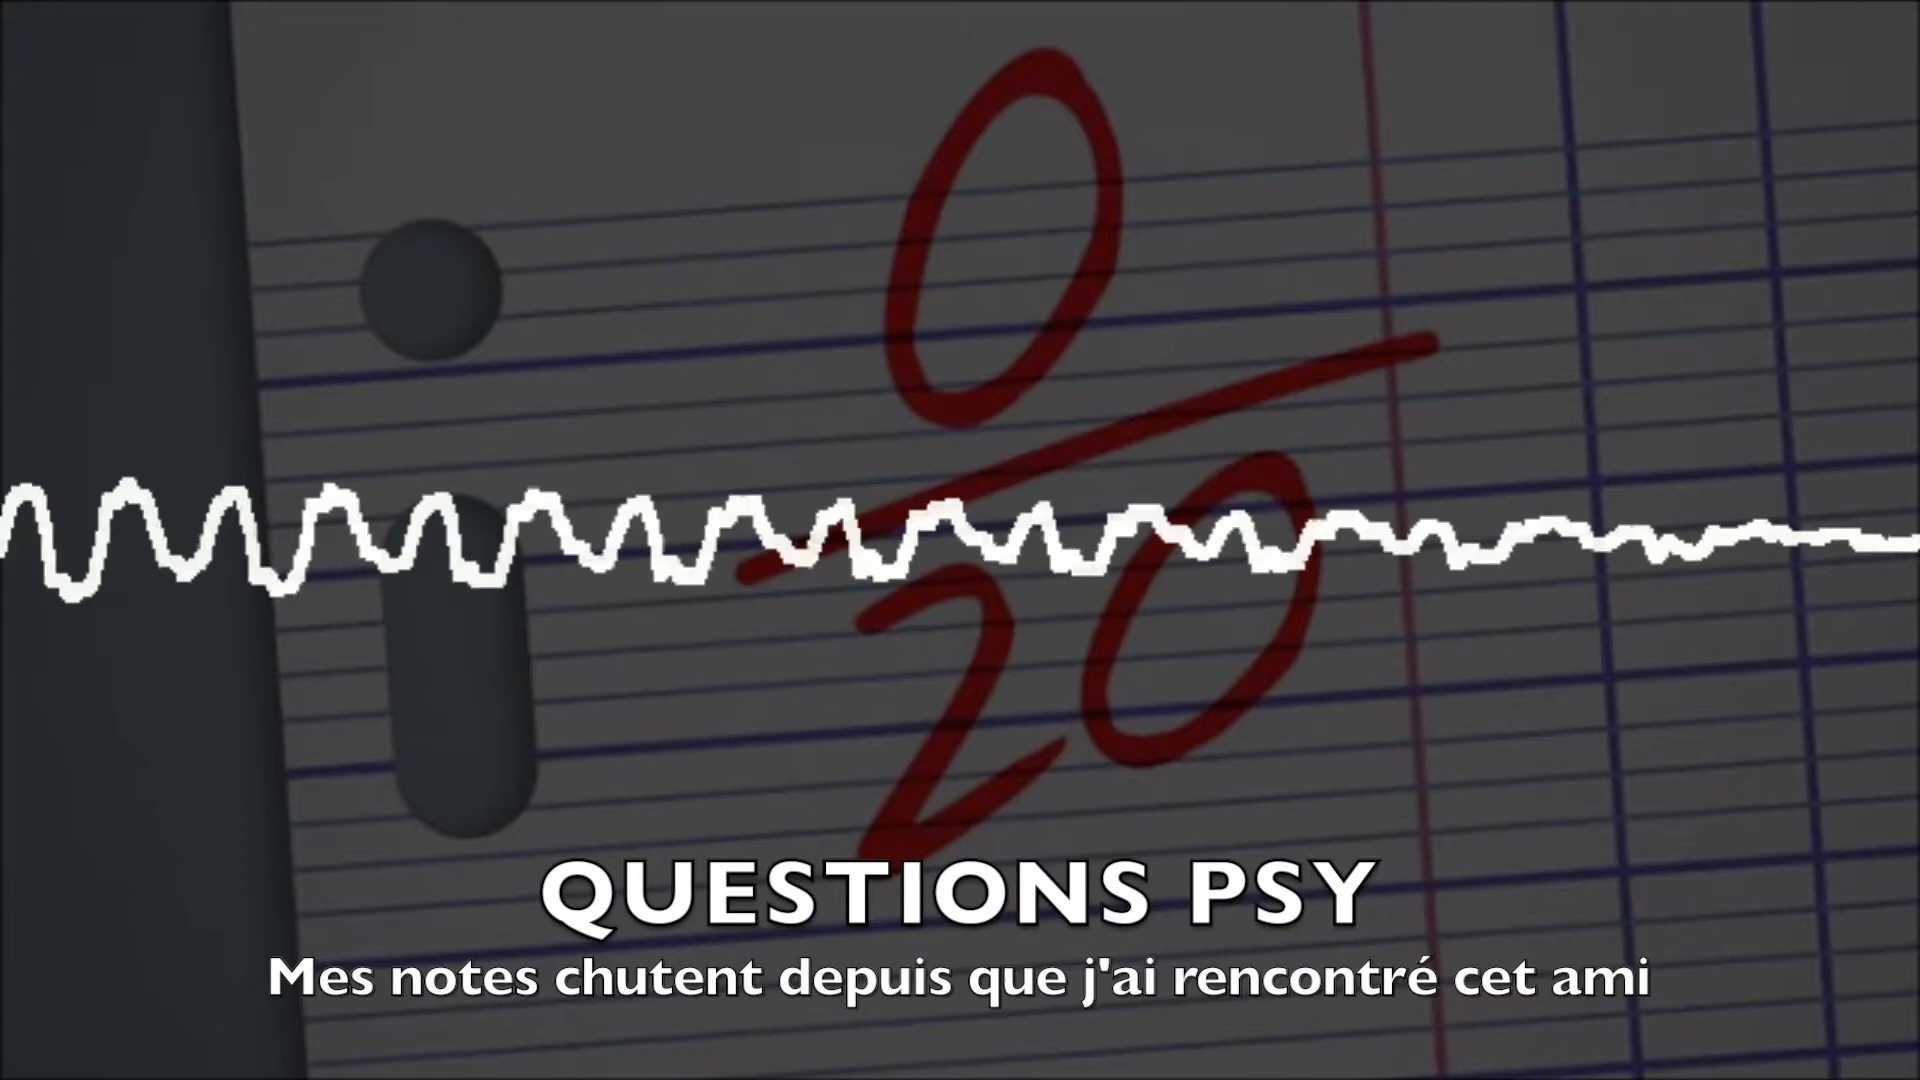 0
20
QUESTIONS PSY
Mes notes chutent depuis que j'ai rencontré cet ami